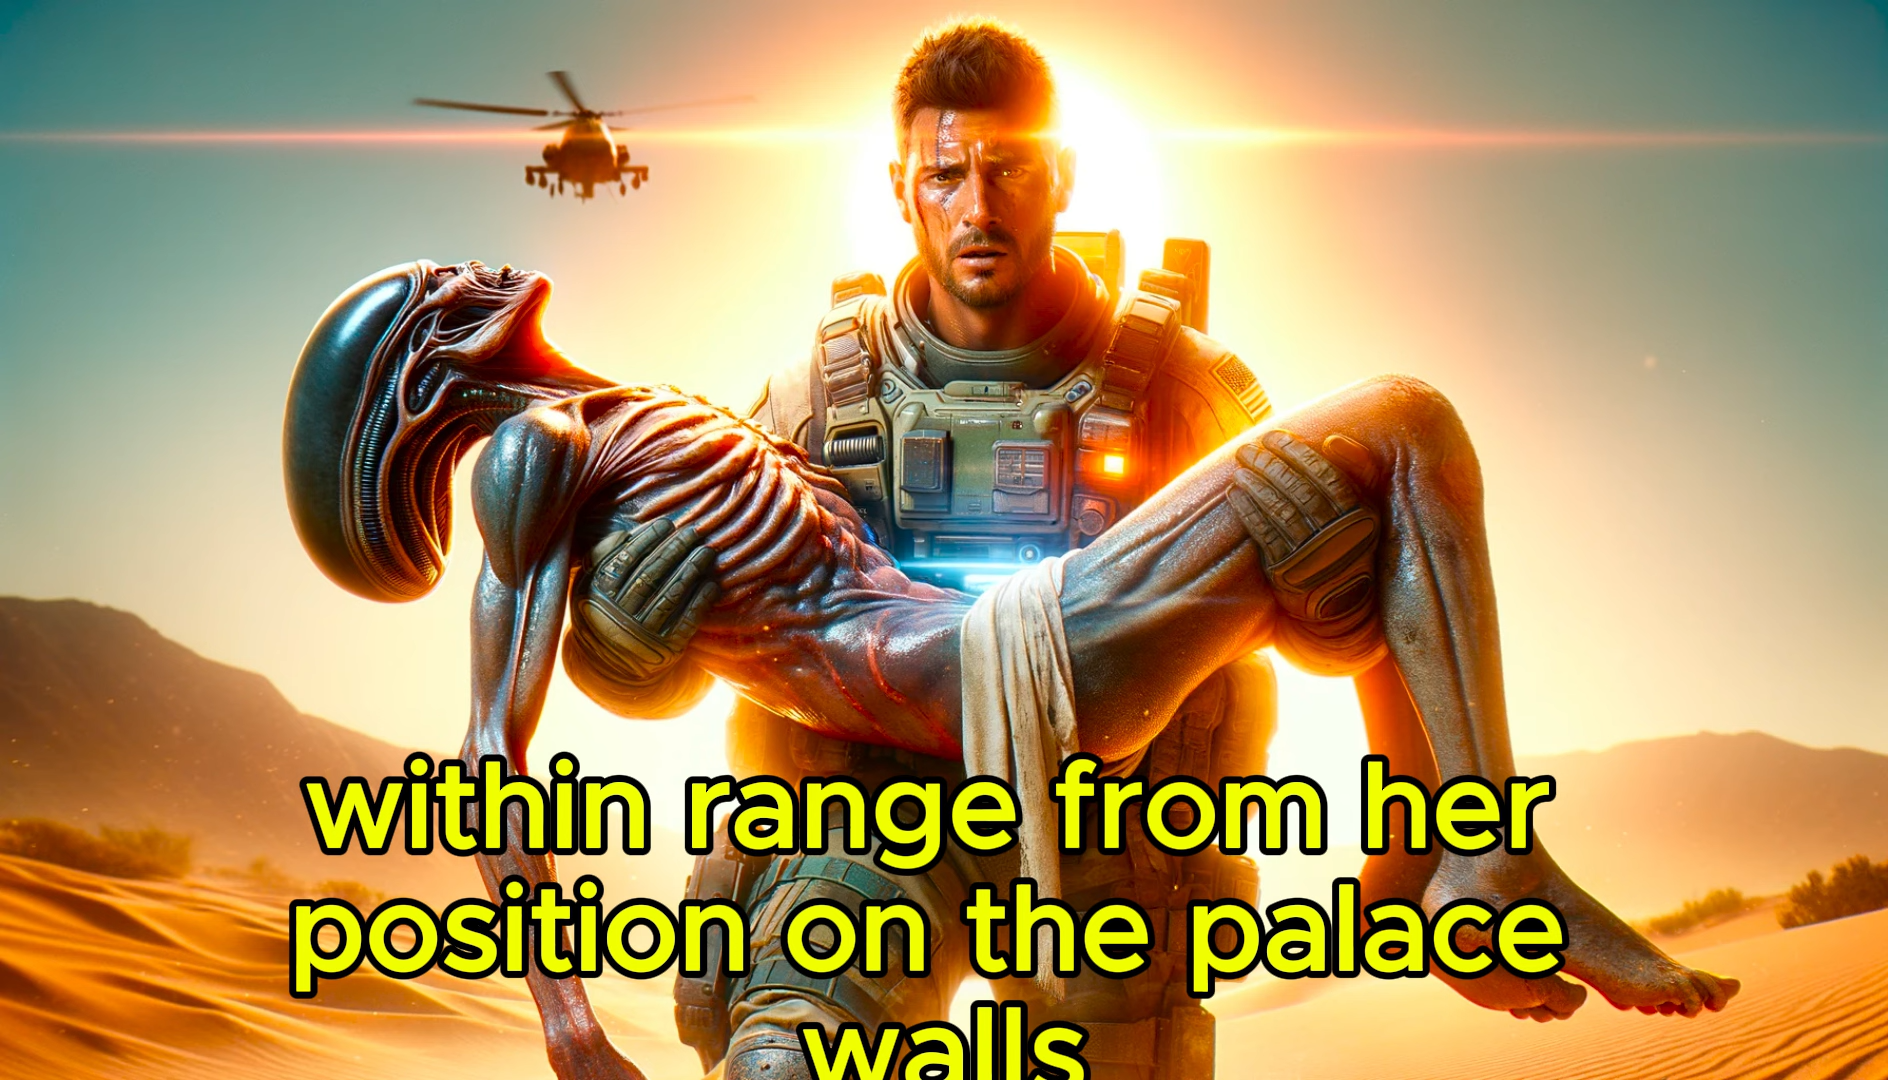 within range from her
position on the palace
walls